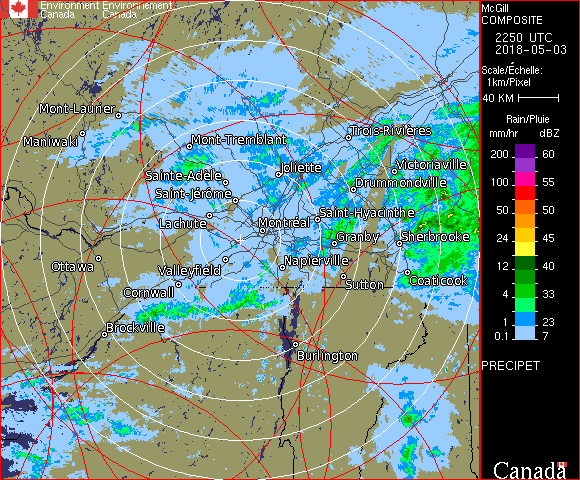 Environment Environnement
Canada Canada
McGill
COMPOSITE
2250 UTC
2018-05-03
Scale/Échelle:
1km/Pixel
40 KM
Rain/Pluie
mm/hr dBZ
200 60
100 55
50 50
24 45
12 40
4 33
1 23
0.1 7
PRECIPET
Canada
Mont-Laurier
Maniwaki
Mont-Tremblant
Trois-Rivières
Sainte-Adèle
Joliette
Victoriaville
Saint-Jérôme
Drummondville
Lachute
Montréal
Saint-Hyacinthe
Granby
Sherbrooke
Ottawa
Valleyfield
Napierville
Cornwall
Sutton
Coaticook
Brockville
Burlington